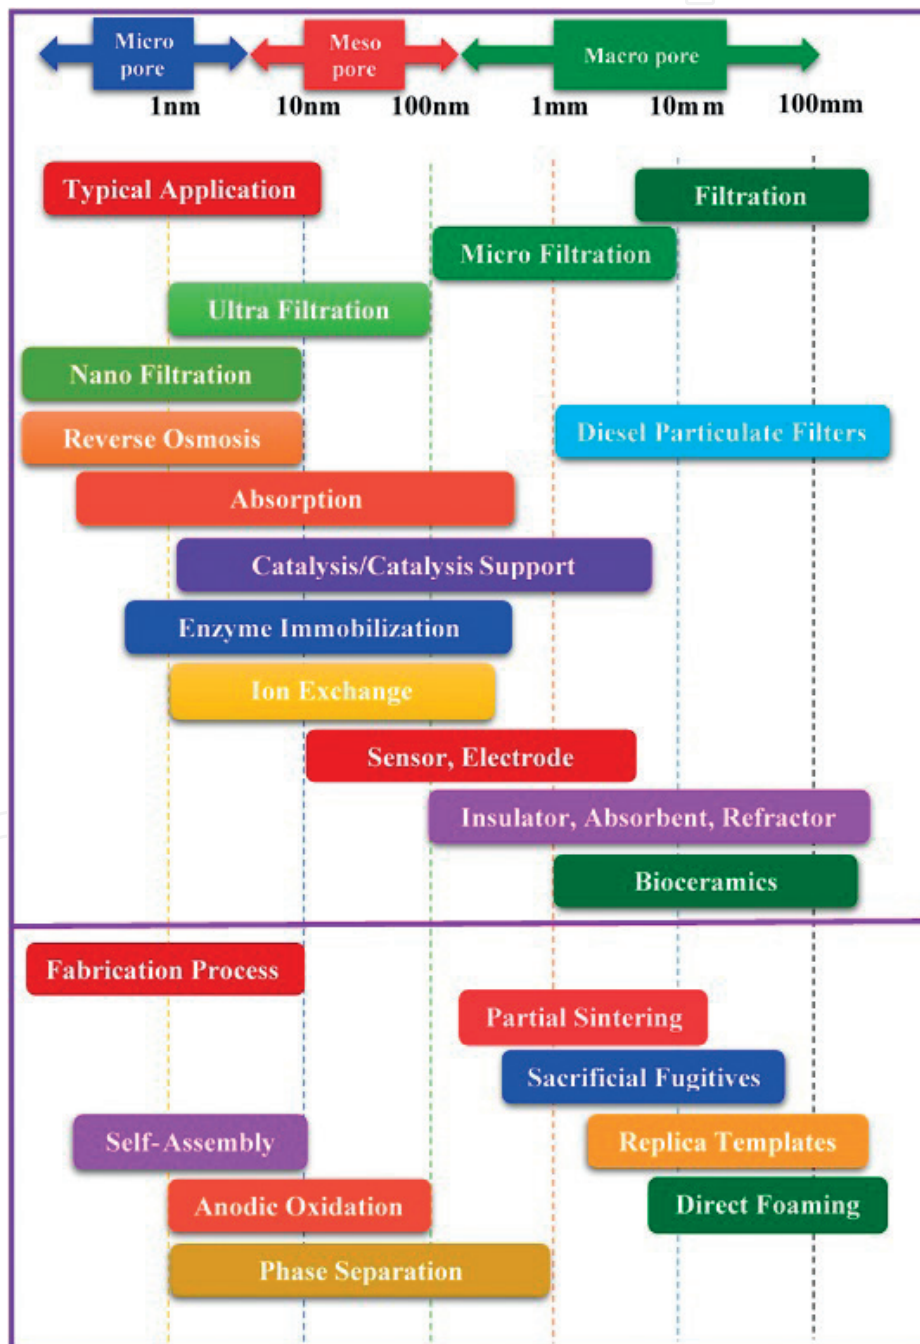 Micro
pore
Meso
pore
Macro pore
1nm 10nm 100nm 1mm 10mm 100mm
Typical Application
Filtration
Micro Filtration
Ultra Filtration
Nano Filtration
Reverse Osmosis
Diesel Particulate Filters
Absorption
Catalysis/Catalysis Support
Enzyme Immobilization
Ion Exchange
Sensor, Electrode
Insulator, Absorbent, Refractor
Bioceramics
Fabrication Process
Partial Sintering
Sacrificial Fugitives
Self-Assembly
Replica Templates
Anodic Oxidation
Direct Foaming
Phase Separation